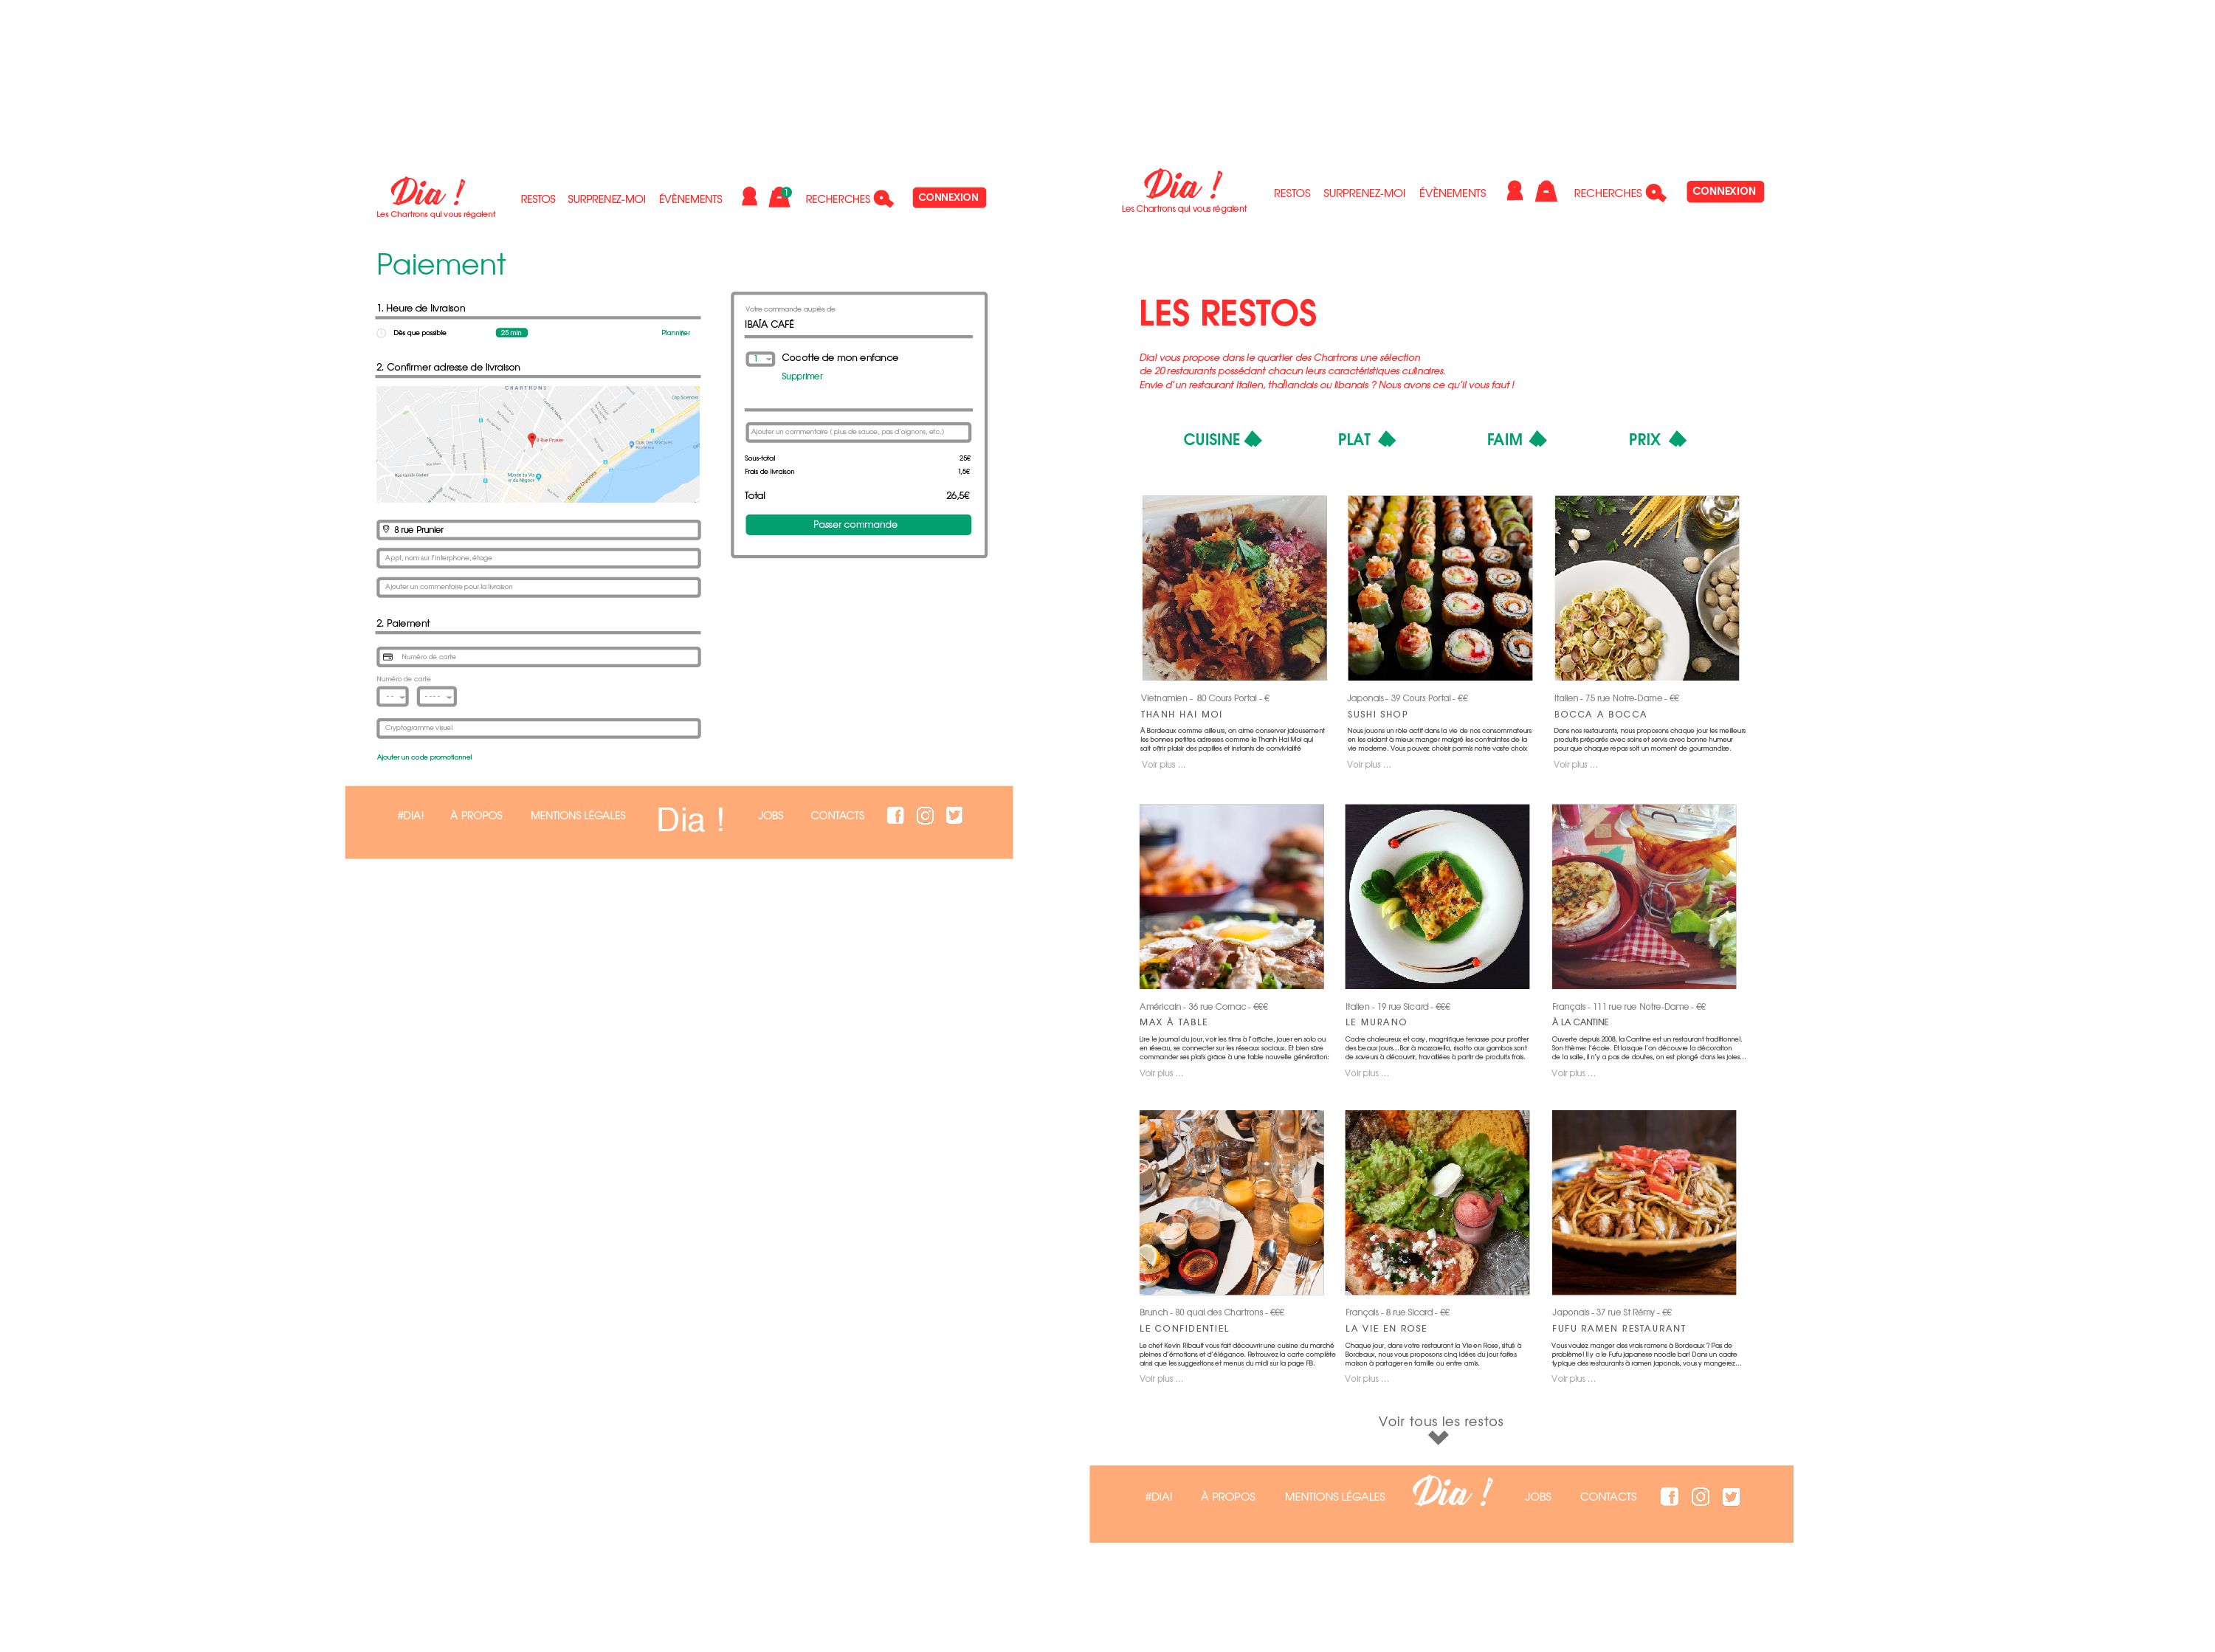 Dia !
Les Chartrons qui vous régalent
RESTOS SURPRENEZ-MOI ÉVÈNEMENTS 1 RECHERCHES CONNEXION
Paiement
1. Heure de livraison
Dès que possible 25 min Plannifier
2. Confirmer adresse de livraison
CHARTRONS
Cap Sciences
8 Rue Prunier
Quai Des Marques
Musée du Vin
et du Négoce
Quai des Chartrons
8 rue Prunier
Appt, nom sur l'interphone, étage
Ajouter un commentaire pour la livraison
2. Paiement
Numéro de carte
Numéro de carte
-- ----
Cryptogramme visuel
Ajouter un code promotionnel
Votre commande auprès de
IBAÏA CAFÉ
1 Cocotte de mon enfance
Supprimer
Ajouter un commentaire ( plus de sauce, pas d'oignons, etc.)
Sous-total 25€
Frais de livraison 1,5€
Total 26,5€
Passer commande
#DIA! À PROPOS MENTIONS LÉGALES Dia ! JOBS CONTACTS
Dia !
Les Chartrons qui vous régalent
RESTOS SURPRENEZ-MOI ÉVÈNEMENTS RECHERCHES CONNEXION
LES RESTOS
Dia! vous propose dans le quartier des Chartrons une sélection
de 20 restaurants possédant chacun leurs caractéristiques culinaires.
Envie d'un restaurant italien, thaïlandais ou libanais ? Nous avons ce qu'il vous faut !
CUISINE PLAT FAIM PRIX
Vietnamien - 80 Cours Portal - €
THANH HAI MOI
À Bordeaux comme ailleurs, on aime conserver jalousement
les bonnes petites adresses comme le Thanh Hai Moi qui
sait offrir plaisir des papilles et instants de convivialité
Voir plus ...
Japonais - 39 Cours Portal - €€
SUSHI SHOP
Nous jouons un rôle actif dans la vie de nos consommateurs
en les aidant à mieux manger malgré les contraintes de la
vie moderne. Vous pouvez choisir parmis notre vaste choix
Voir plus ...
Italien - 75 rue Notre-Dame - €€
BOCCA A BOCCA
Dans nos restaurants, nous proposons chaque jour les meilleurs
produits préparés avec soins et servis avec bonne humeur
pour que chaque repas soit un moment de gourmandise.
Voir plus ...
Américain - 36 rue Cornac - €€€
MAX À TABLE
Lire le journal du jour, voir les films à l'affiche, jouer en solo ou
en réseau, se connecter sur les réseaux sociaux. Et bien sûre
commander ses plats grâce à une table nouvelle génération:
Voir plus ...
Italien - 19 rue Sicard - €€€
LE MURANO
Cadre chaleureux et cosy, magnifique terrasse pour profiter
des beaux jours...Bar à mozzarella, risotto aux gambas sont
de saveurs à découvrir, travaillées à partir de produits frais.
Voir plus ...
Français - 111 rue rue Notre-Dame - €€
À LA CANTINE
Ouverte depuis 2008, la Cantine est un restaurant traditionnel.
Son thème: l'école. Et lorsque l'on découvre la décoration
de la salle, il n'y a pas de doutes, on est plongé dans les joies...
Voir plus ...
Brunch - 80 quai des Chartrons - €€€
LE CONFIDENTIEL
Le chef Kevin Ribault vous fait découvrir une cuisine du marché
pleines d'émotions et d'élégance. Retrouvez la carte complète
ainsi que les suggestions et menus du midi sur la page FB.
Voir plus ...
Français - 8 rue Sicard - €€
LA VIE EN ROSE
Chaque jour, dans votre restaurant la Vie en Rose, situé à
Bordeaux, nous vous proposons cinq idées du jour faites
maison à partager en famille ou entre amis.
Voir plus ...
Japonais - 37 rue St Rémy - €€
FUFU RAMEN RESTAURANT
Vous voulez manger des vrais ramens à Bordeaux ? Pas de
problème! Il y a le Fufu japanese noodle bar! Dans un cadre
typique des restaurants à ramen japonais, vous y mangerez...
Voir plus ...
Voir tous les restos
#DIA! À PROPOS MENTIONS LÉGALES Dia ! JOBS CONTACTS